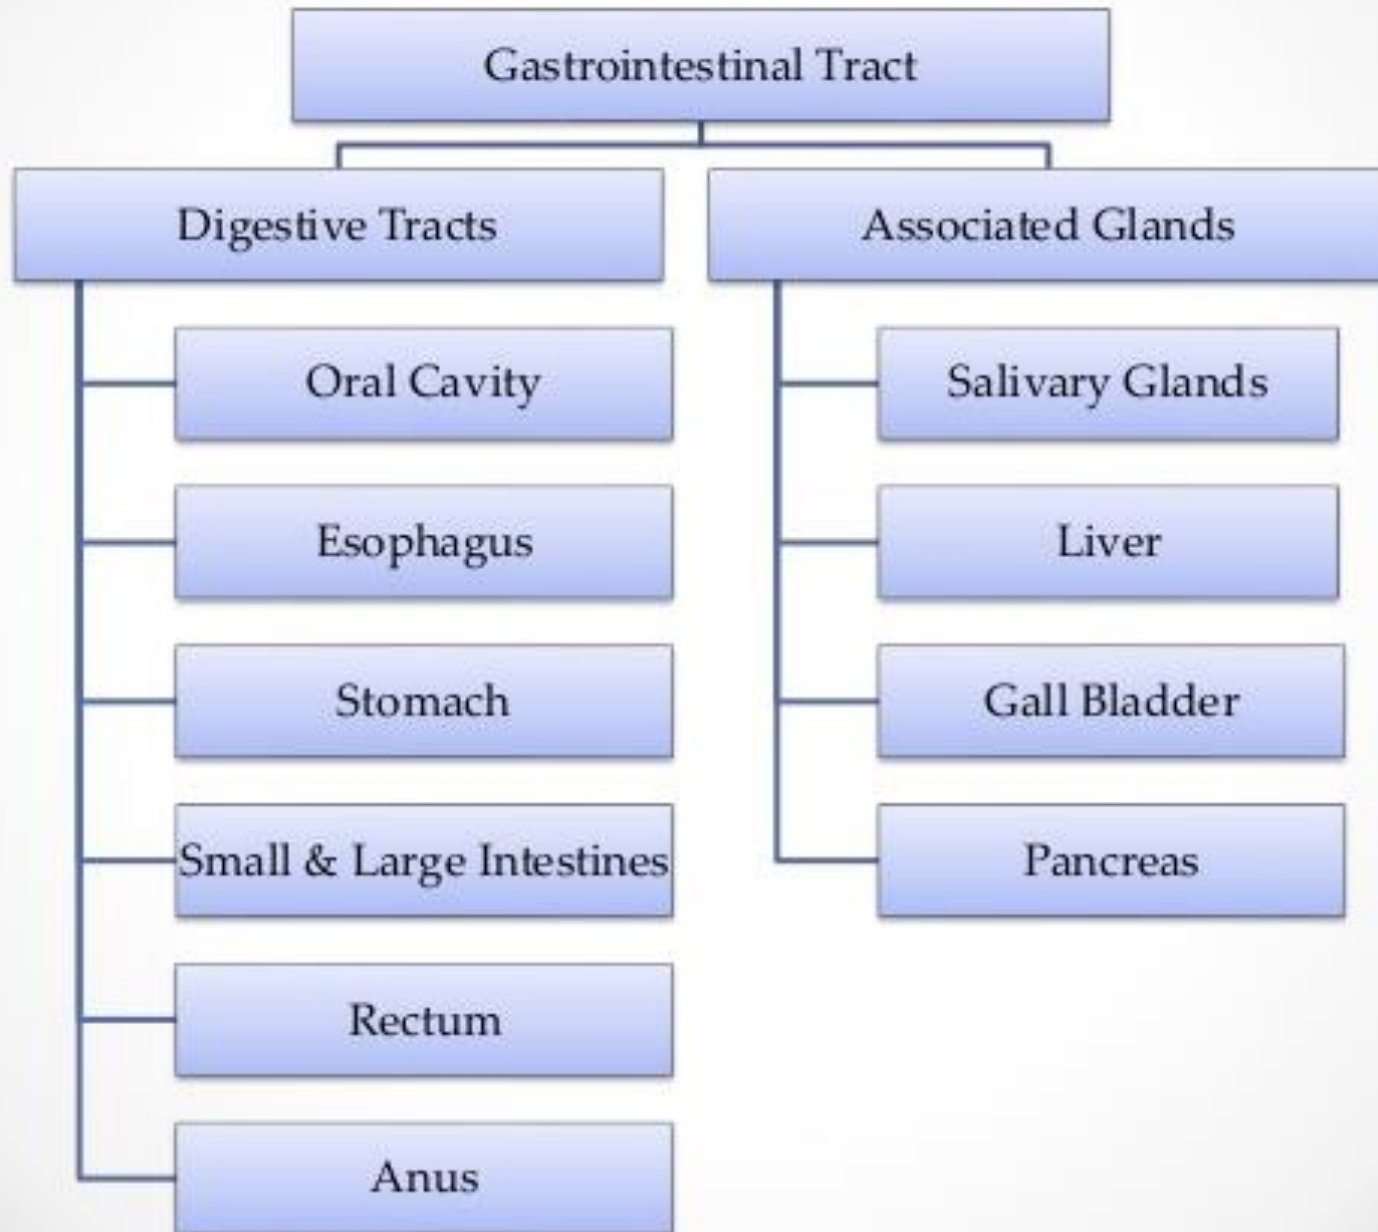 Gastrointestinal Tract
Digestive Tracts
Oral Cavity
Esophagus
Stomach
Small & Large Intestines
Rectum
Anus
Associated Glands
Salivary Glands
Liver
Gall Bladder
Pancreas